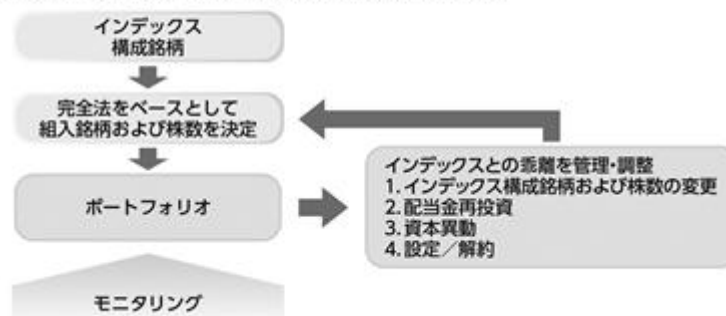 インデックス
構成銘柄
完全法をベースとして
組入銘柄および株数を決定
ポートフォリオ
インデックスとの乖離を管理・調整
1.インデックス構成銘柄および株数の変更
2.配当金再投資
3.資本異動
4.設定／解約
モニタリング